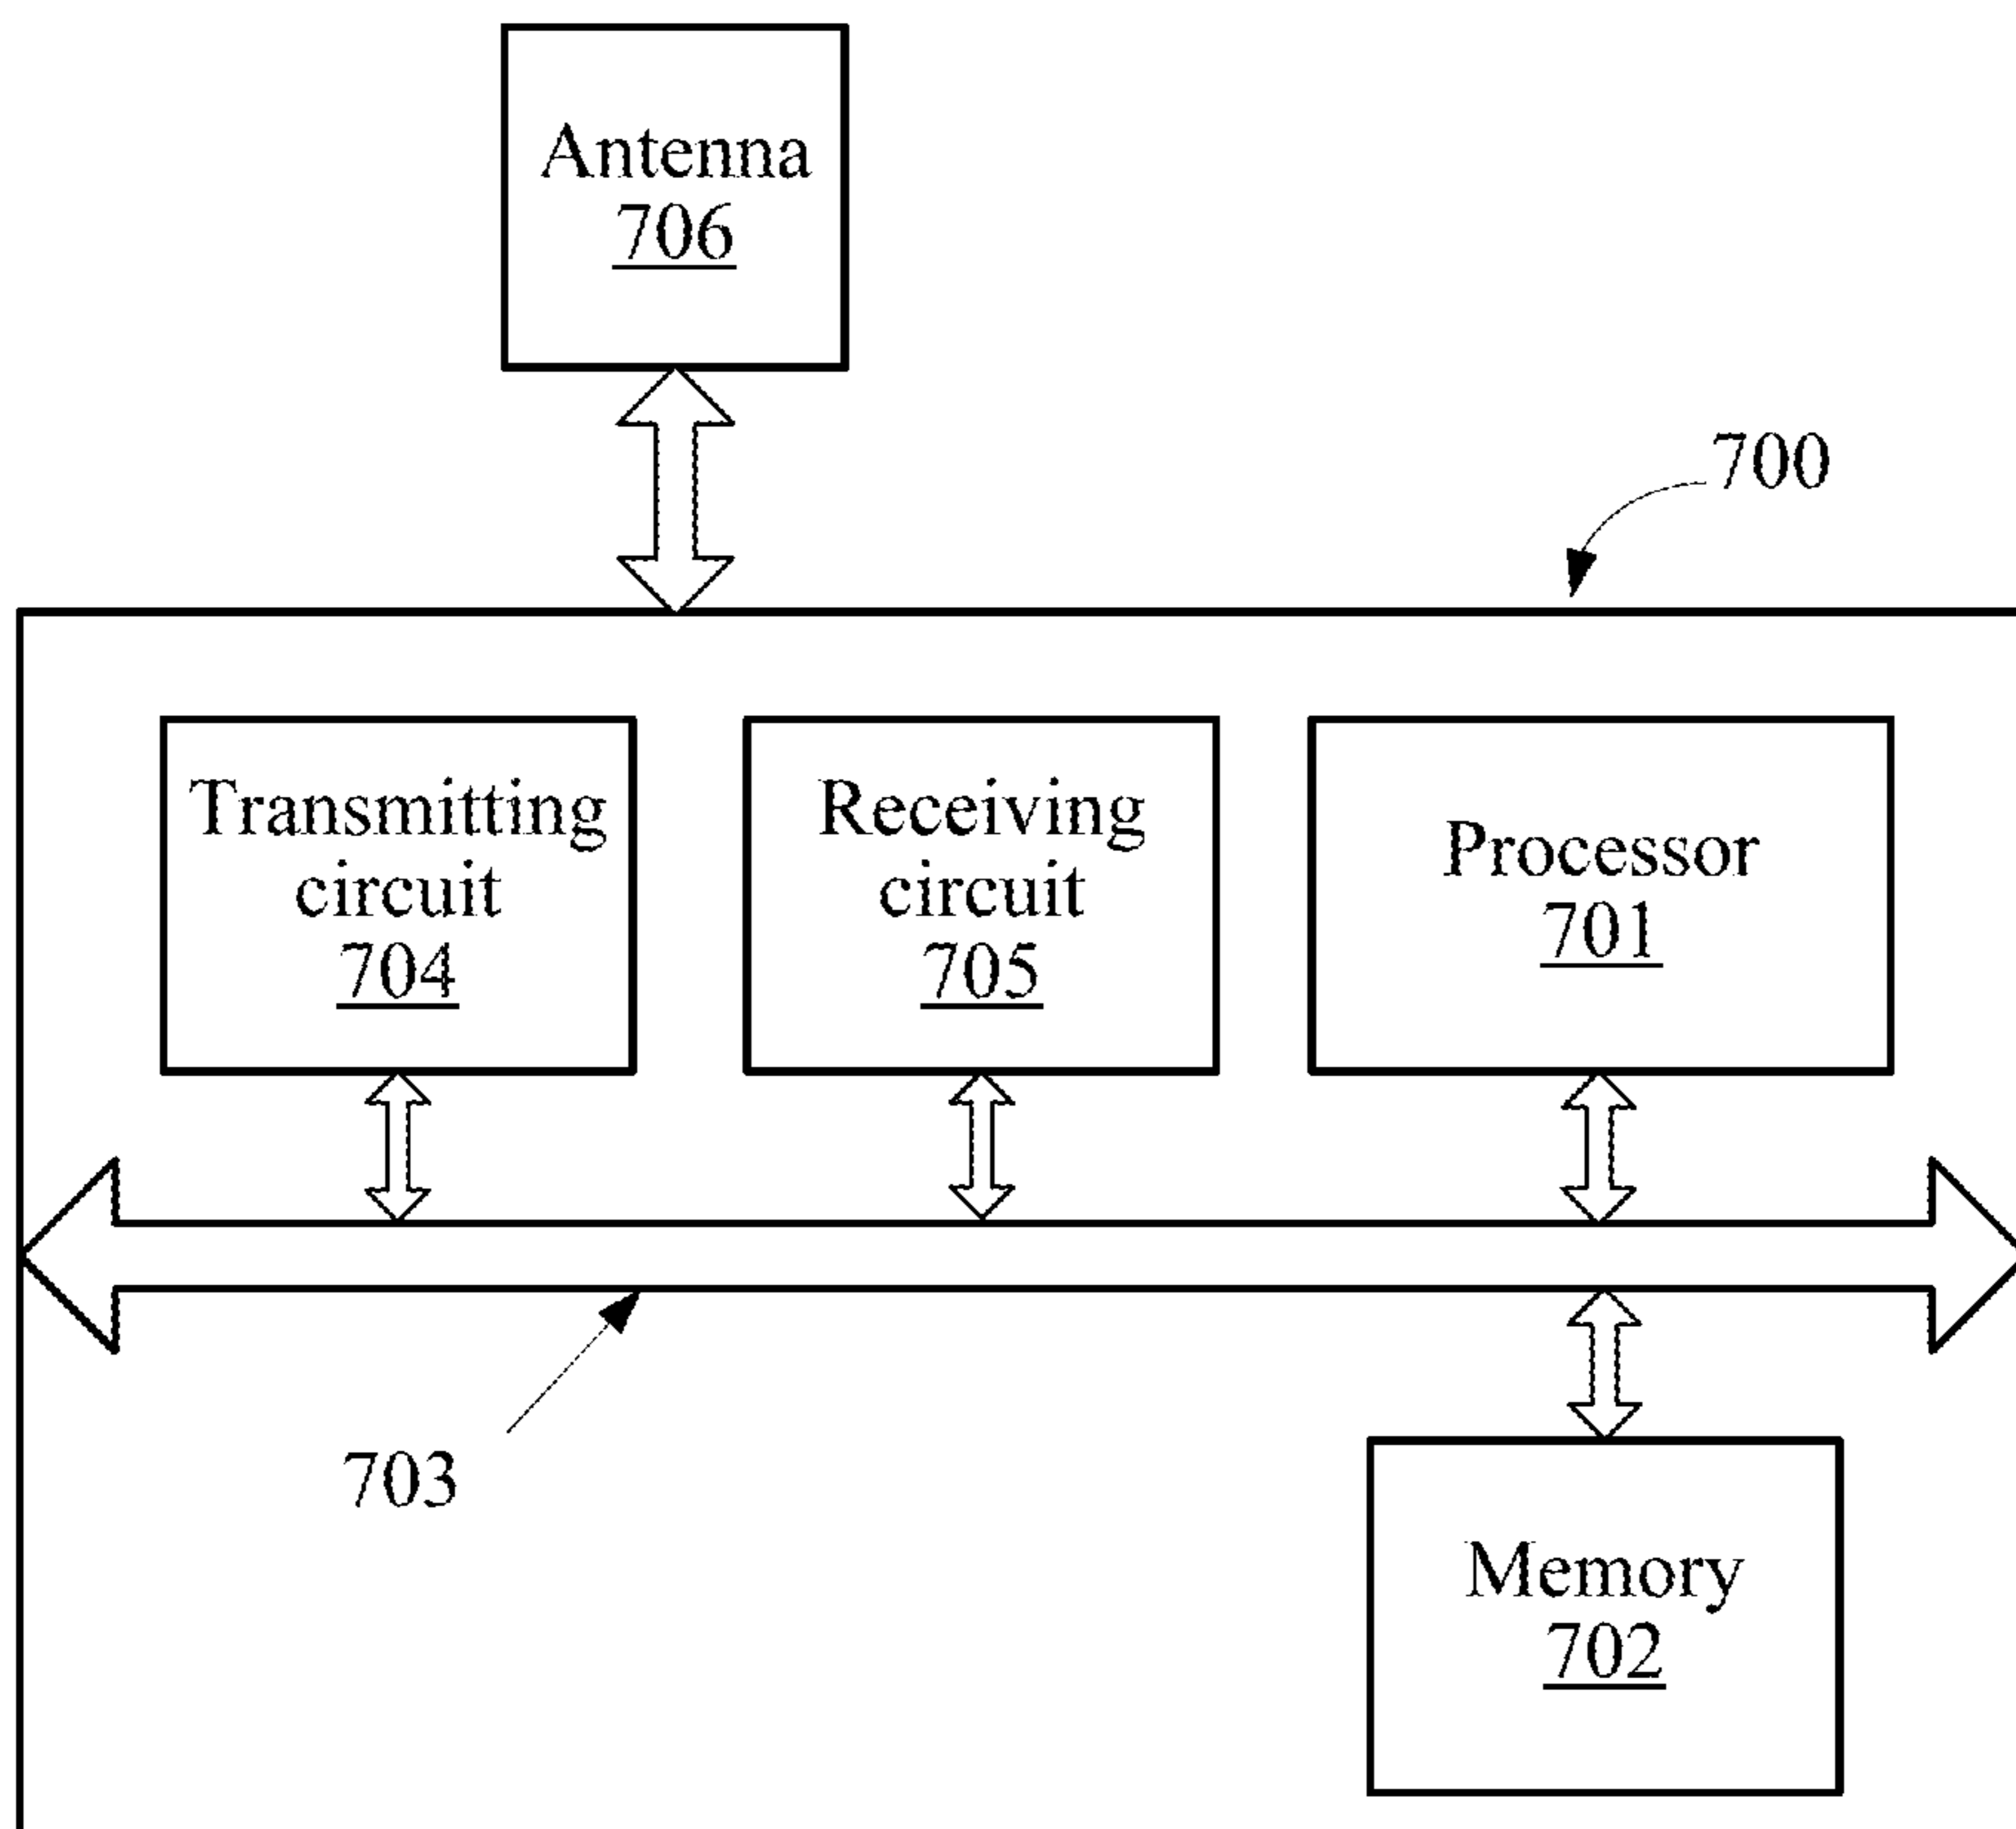 Antenna
706
700
Transmitting
circuit
704
Receiving
circuit
705
Processor
701
703
Memory
702